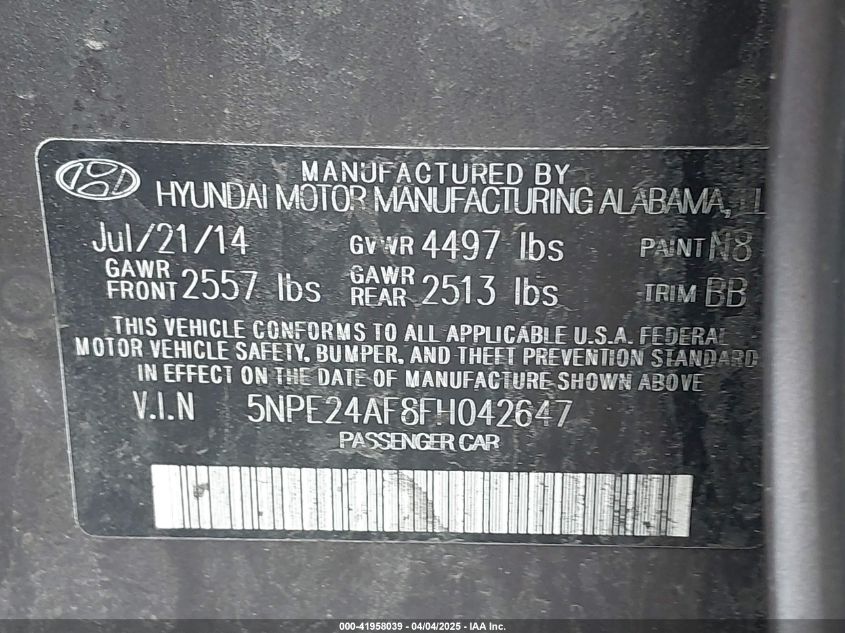 MANUFACTURED BY
HYUNDAI MOTOR MANUFACTURING ALABAMA,
Jul/21/14 GVWR 4497 lbs PAINT N8
GAWR FRONT 2557 lbs GAWR REAR 2513 lbs TRIM BB
THIS VEHICLE CONFORMS TO ALL APPLICABLE U.S.A. FEDERAL
MOTOR VEHICLE SAFETY, BUMPER, AND THEFT PREVENTION STANDARD
IN EFFECT ON THE DATE OF MANUFACTURE SHOWN ABOVE
V.I.N 5NPE24AF8FH042647
PASSENGER CAR
000-41958039 - 04/04/2025 - IAA Inc.